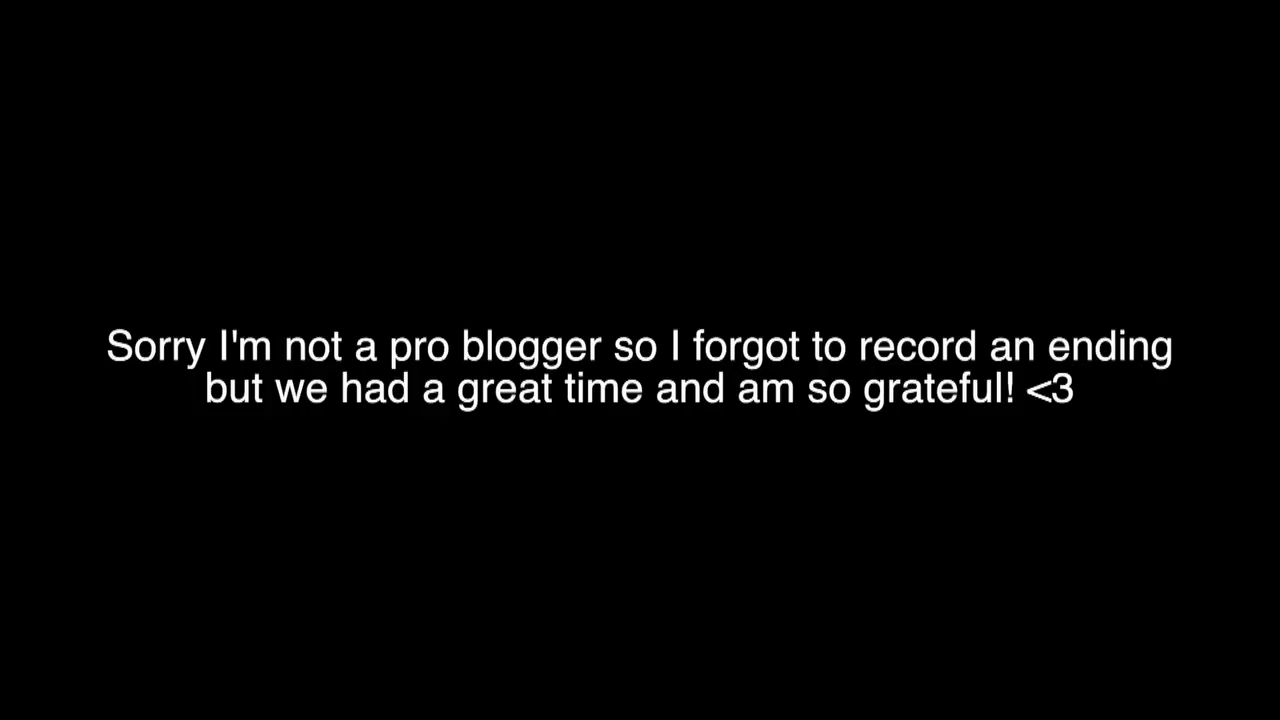 Sorry I'm not a pro blogger so I forgot to record an ending
but we had a great time and am so grateful! <3